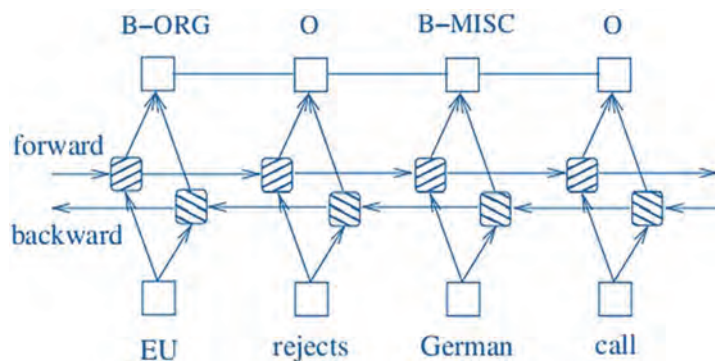 B-ORG O B-MISC O
forward
backward
EU rejects German call